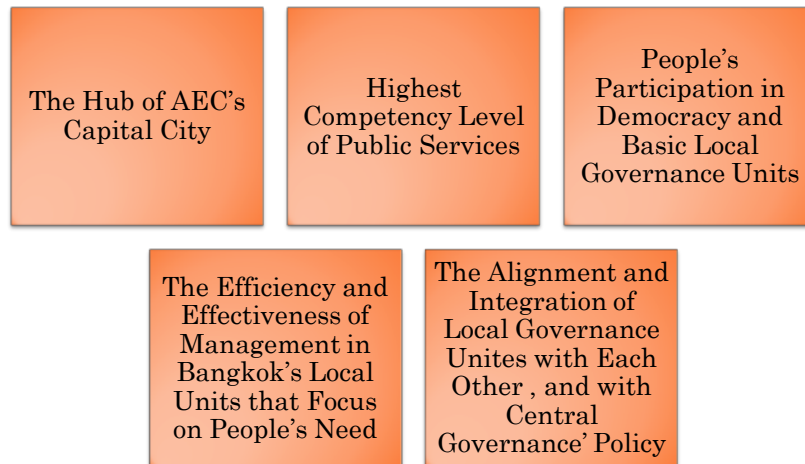 The Hub of AEC's
Capital City
Highest
Competency Level
of Public Services
People's
Participation in
Democracy and
Basic Local
Governance Units
The Efficiency and
Effectiveness of
Management in
Bangkok's Local
Units that Focus
on People's Need
The Alignment and
Integration of
Local Governance
Unites with Each
Other , and with
Central
Governance' Policy